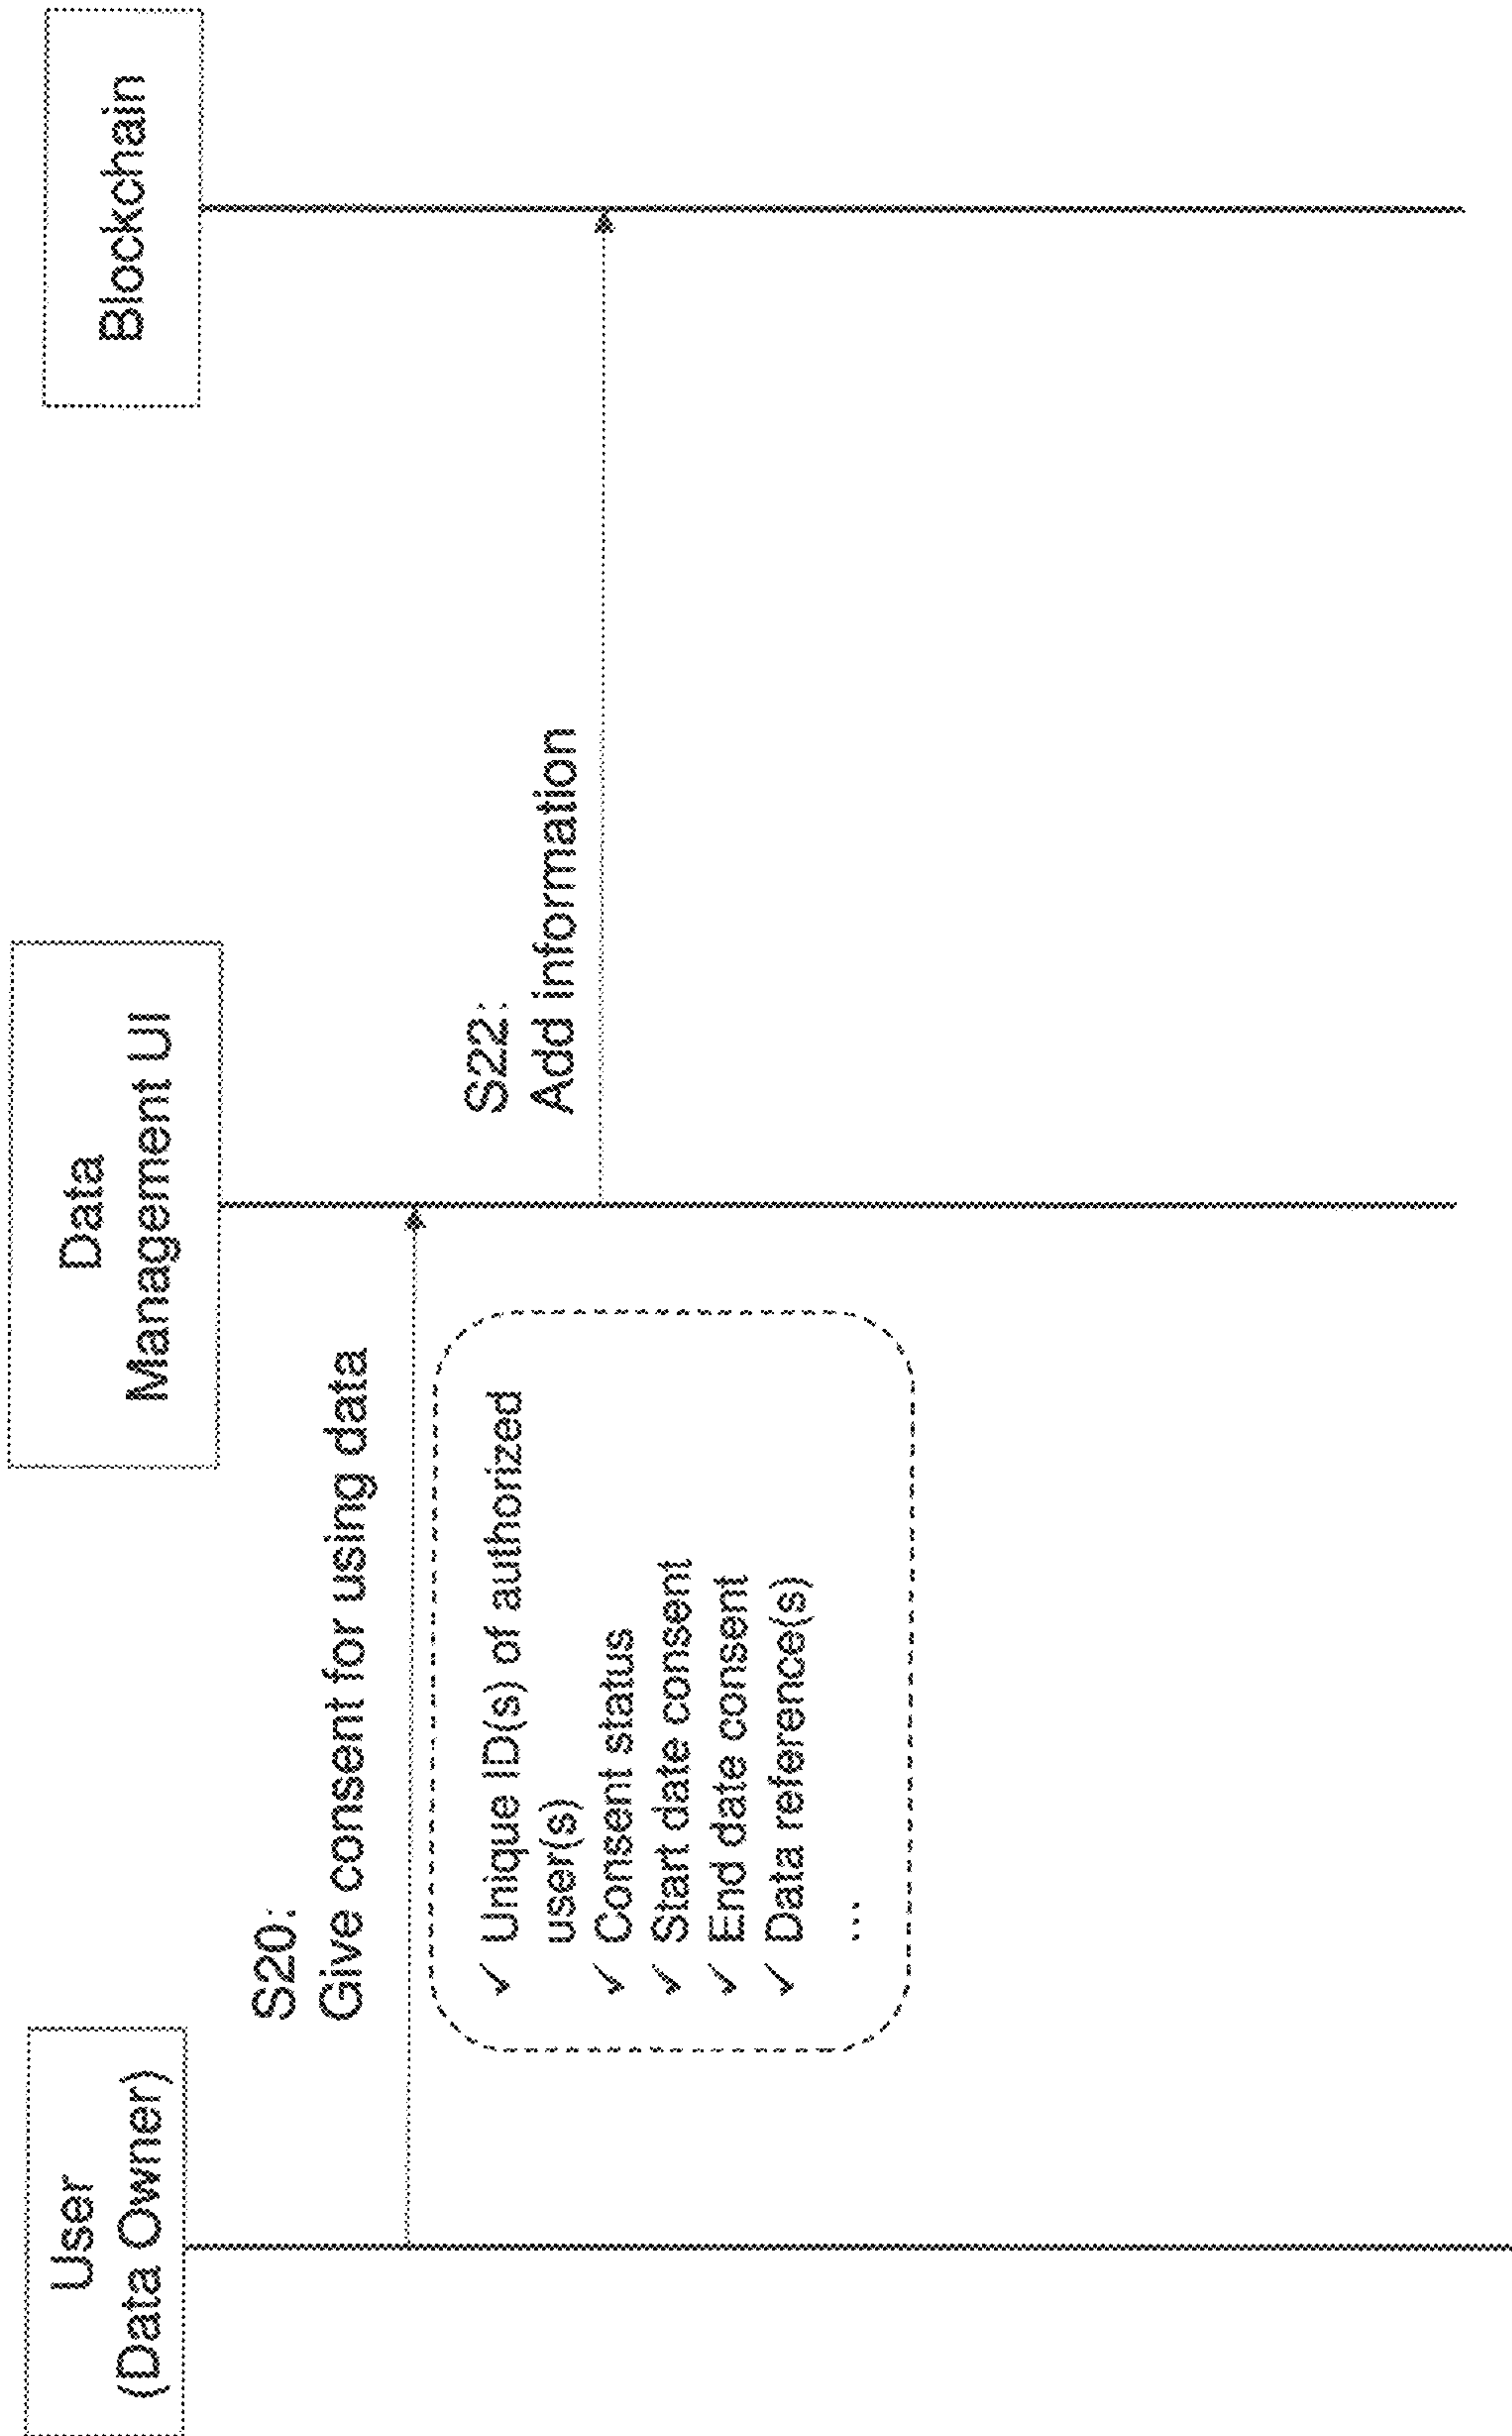 User
(Data Owner)
Data
Management UI
Blockchain
S20:
Give consent for using data
✓ Unique ID(s) of authorized
user(s)
✓ Consent status
✓ Start date consent
✓ End date consent
✓ Data reference(s)
...
S22:
Add information